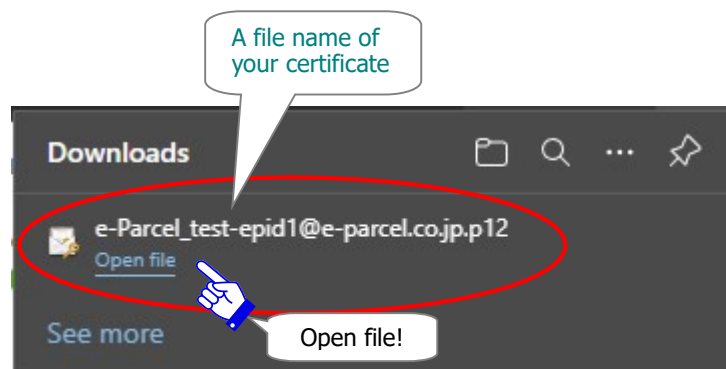 A file name of
your certificate
Downloads
e-Parcel_test-epid1@e-parcel.co.jp.p12
Open file
See more
Open file!